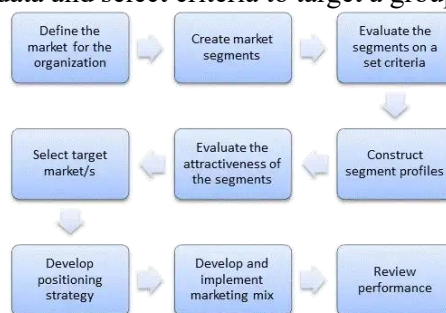 data and select criteria to target a group
Define the
market for the
organization
Create market
segments
Evaluate the
segments on a
set criteria
Construct
segment profiles
Evaluate the
attractiveness of
the segments
Select target
market/s
Develop
positioning
strategy
Develop and
implement
marketing mix
Review
performance